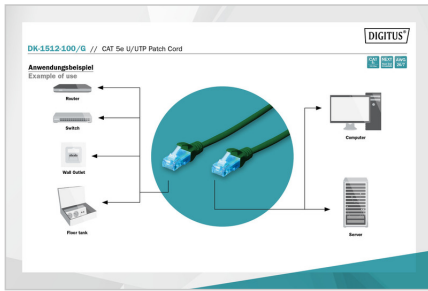 DIGITUS®
DK-1512-100/G // CAT 5e U/UTP Patch Cord
Anwendungsbeispiel
Example of use
Router
Switch
Wall Outlet
Floor tank
Computer
Server